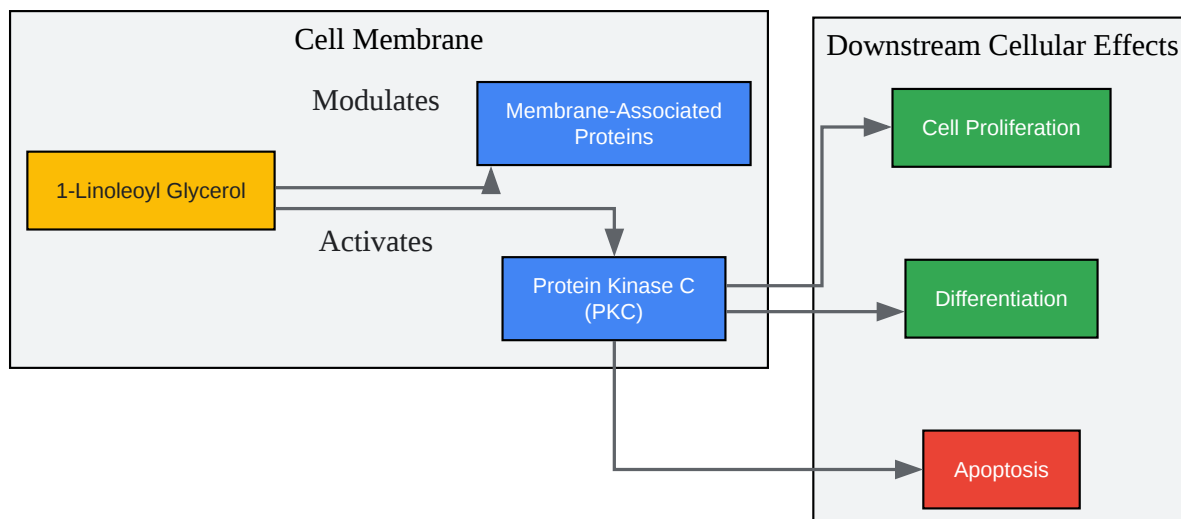 Cell Membrane
Downstream Cellular Effects
Modulates
Membrane-Associated
Proteins
Cell Proliferation
1-Linoleoyl Glycerol
Activates
Protein Kinase C
(PKC)
Differentiation
Apoptosis